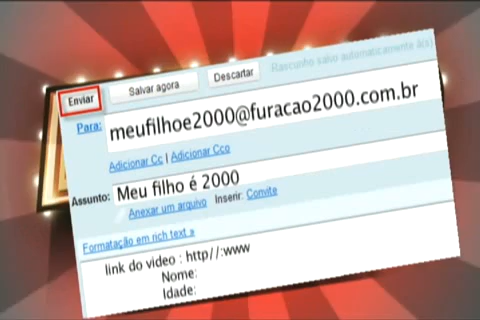 Enviar Salvar agora Descartar Rascunho salvo automaticamente à(s)
Para: meufilhoe2000@furacao2000.com.br
Adicionar Cc | Adicionar Cco
Assunto: Meu filho é 2000
Anexar um arquivo Inserir: Convite
Formatação em rich text »
link do video : http//:www
Nome:
Idade: